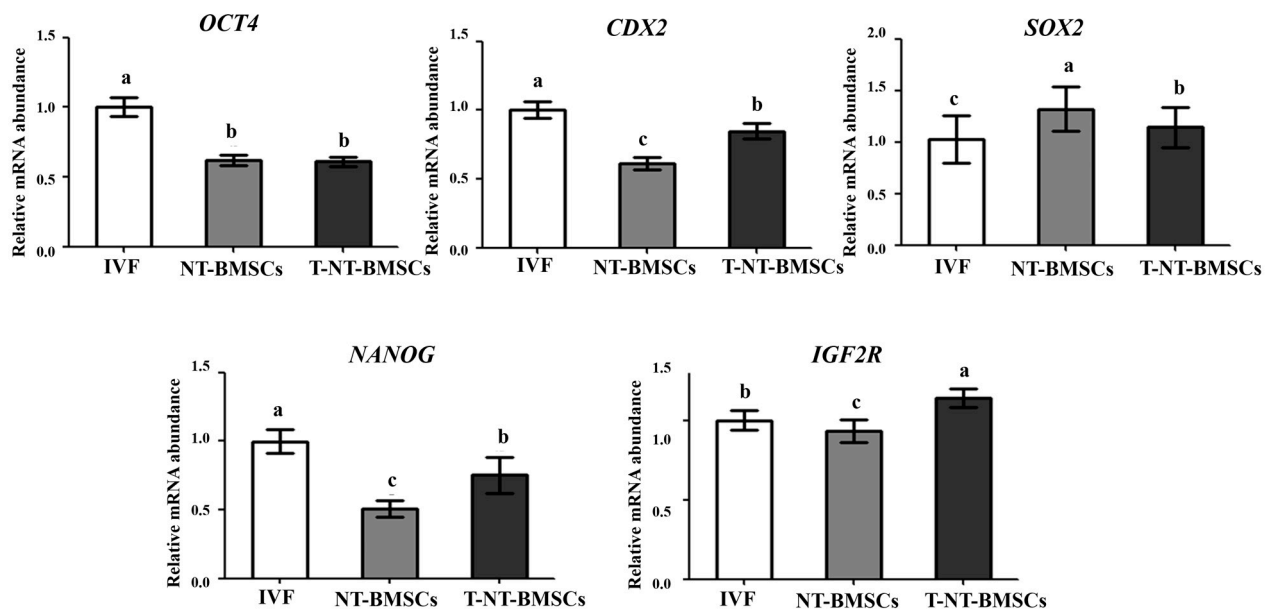 OCT4
Relative mRNA abundance
1.5
1.0
0.5
0.0
a
b
b
IVF
NT-BMSCs
T-NT-BMSCs
CDX2
Relative mRNA abundance
1.5
1.0
0.5
0.0
a
c
b
IVF
NT-BMSCs
T-NT-BMSCs
SOX2
Relative mRNA abundance
2.0
1.5
1.0
0.5
0.0
c
a
b
IVF
NT-BMSCs
T-NT-BMSCs
NANOG
Relative mRNA abundance
1.5
1.0
0.5
0.0
a
c
b
IVF
NT-BMSCs
T-NT-BMSCs
IGF2R
Relative mRNA abundance
1.5
1.0
0.5
0.0
b
c
a
IVF
NT-BMSCs
T-NT-BMSCs